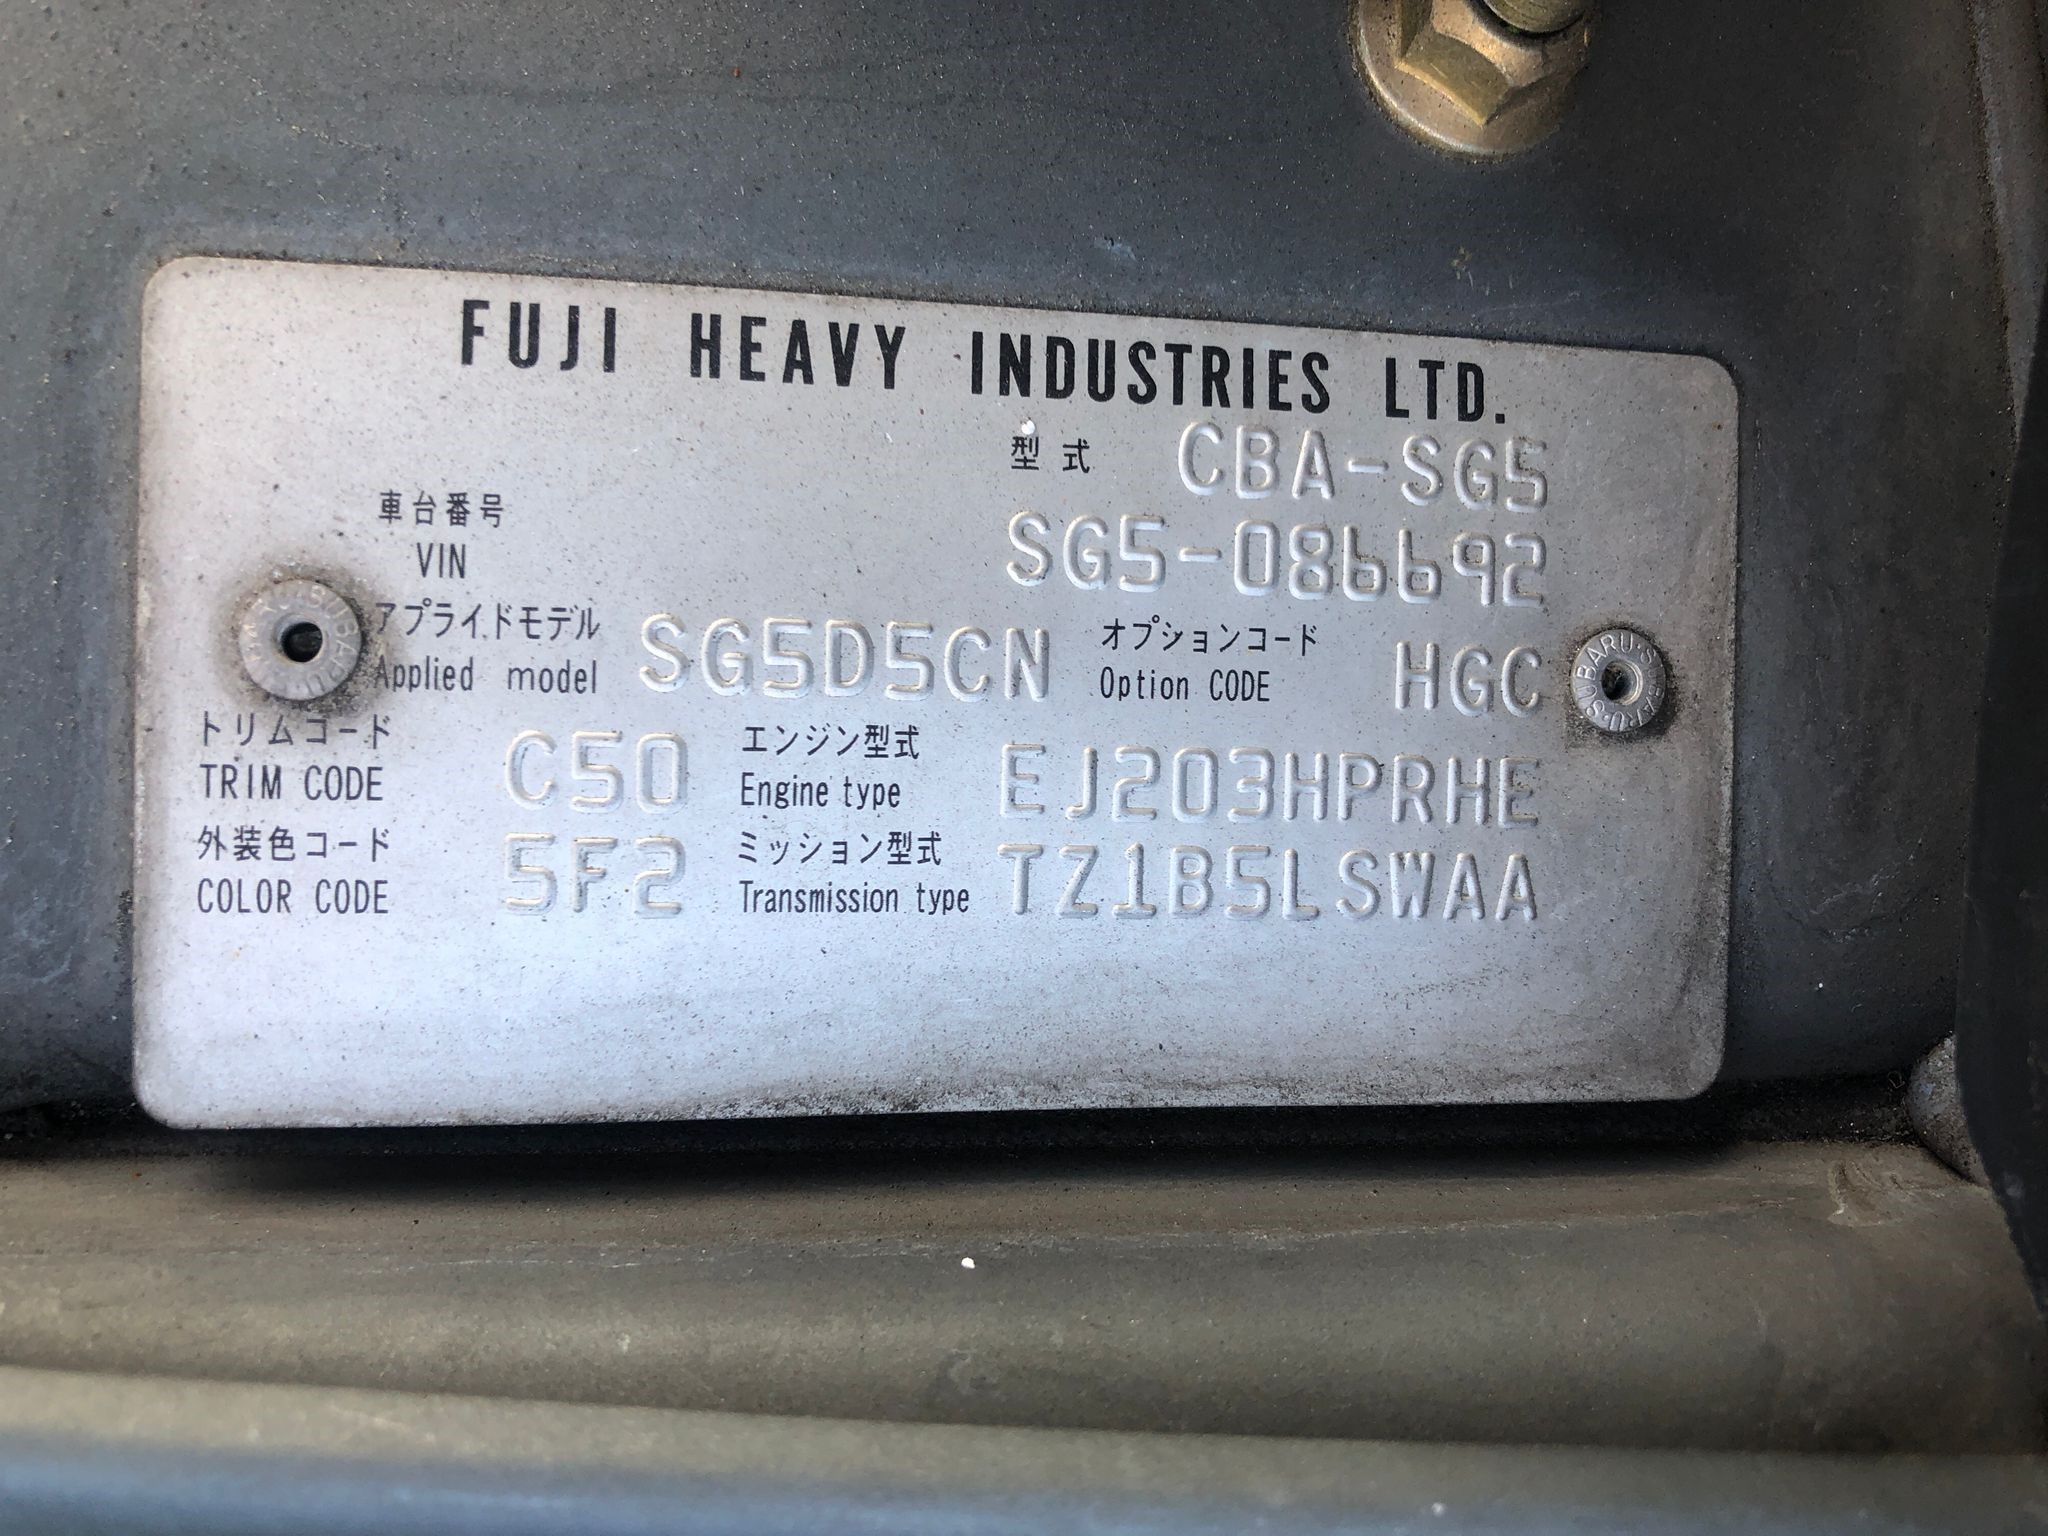 FUJI HEAVY INDUSTRIES LTD.
型式 CBA-SG5
車台番号
VIN SG5-086692
アプライドモデル
Applied model SG5D5CN
オプションコード
Option CODE HGC
トリムコード
TRIM CODE C50
エンジン型式
Engine type EJ203HPRHE
外装色コード
COLOR CODE 5F2
ミッション型式
Transmission type TZ1B5LSWAA
SUBARU
SUBARU·SUBARU